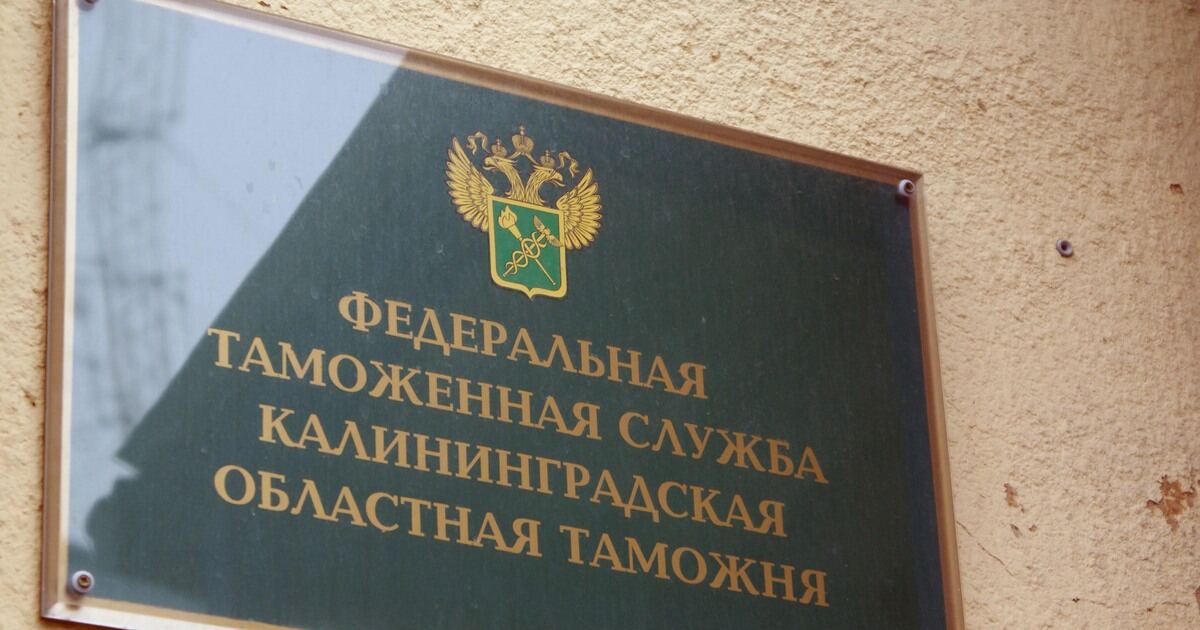 ФЕДЕРАЛЬНАЯ
ТАМОЖЕННАЯ СЛУЖБА
КАЛИНИНГРАДСКАЯ
ОБЛАСТНАЯ ТАМОЖНЯ